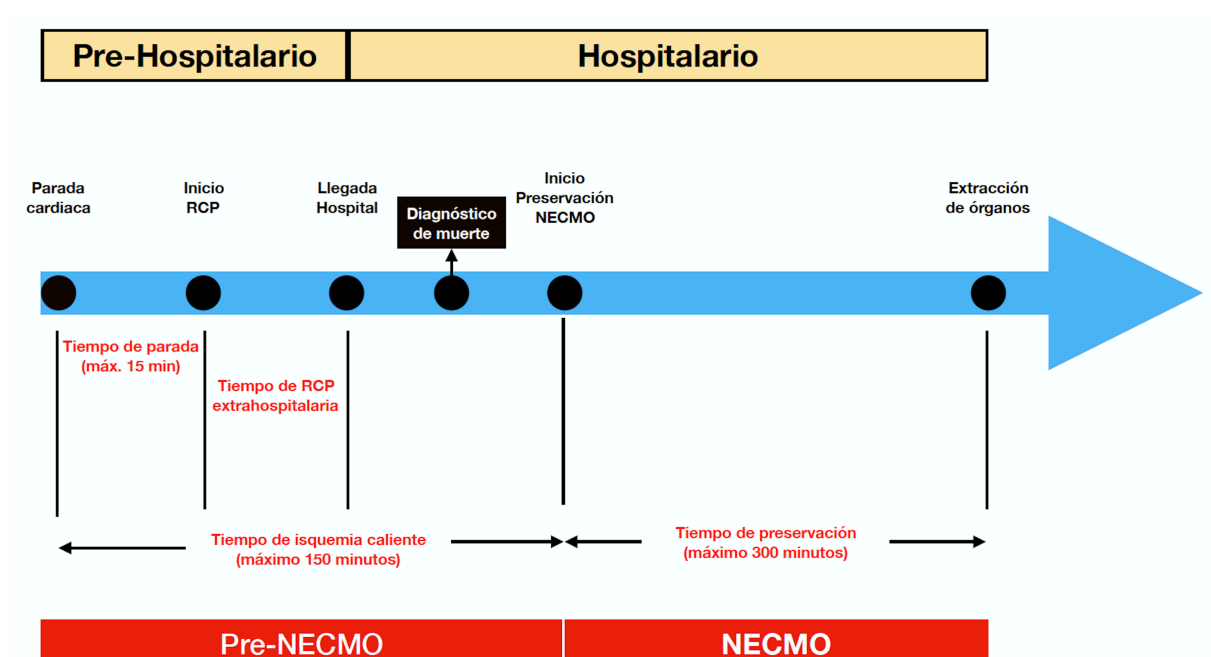 Pre-Hospitalario
Hospitalario
Parada
cardiaca
Inicio
RCP
Llegada
Hospital
Diagnóstico
de muerte
Inicio
Preservación
NECMO
Extracción
de órganos
Tiempo de parada
(máx. 15 min)
Tiempo de RCP
extrahospitalaria
Tiempo de isquemia caliente
(máximo 150 minutos)
Tiempo de preservación
(máximo 300 minutos)
Pre-NECMO
NECMO